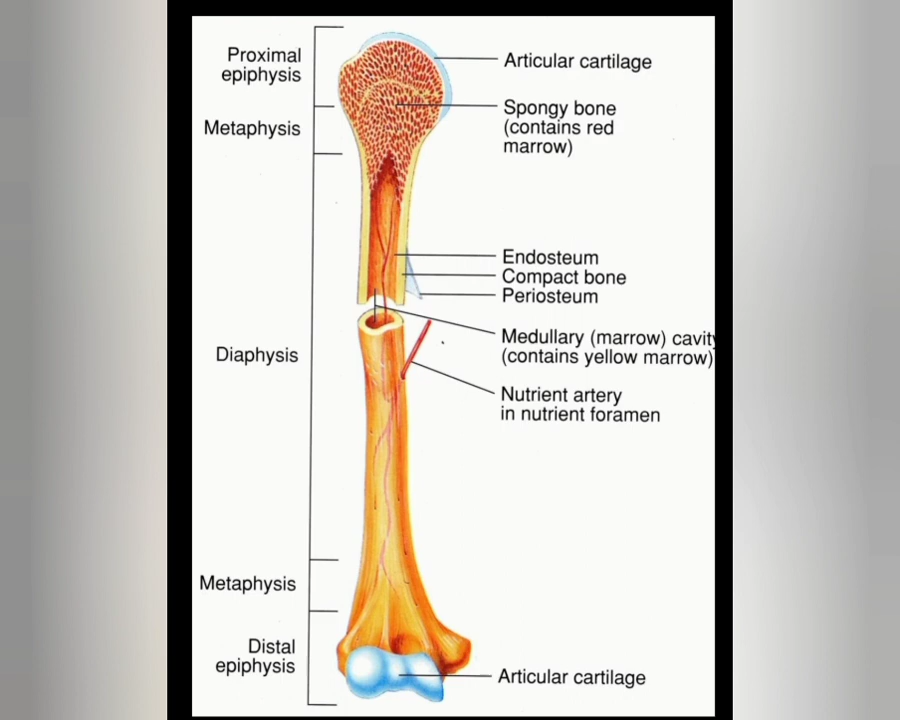 Proximal
epiphysis
Metaphysis
Diaphysis
Metaphysis
Distal
epiphysis
Articular cartilage
Spongy bone
(contains red
marrow)
Endosteum
Compact bone
Periosteum
Medullary (marrow) cavity
(contains yellow marrow)
Nutrient artery
in nutrient foramen
Articular cartilage